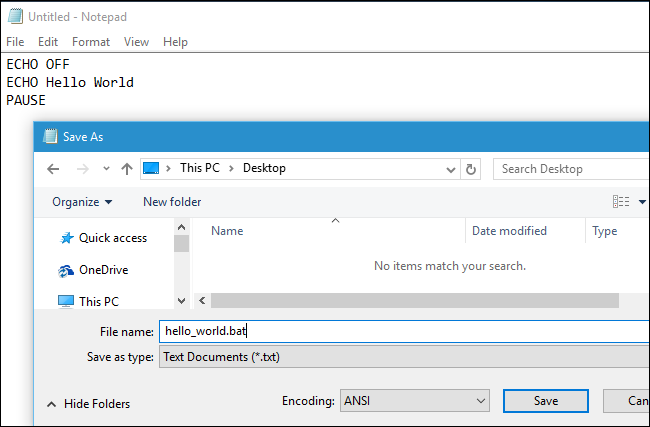 Untitled - Notepad
File Edit Format View Help
ECHO OFF
ECHO Hello World
PAUSE
Save As
This PC Desktop
Search Desktop
Organize New folder
Quick access
OneDrive
This PC
Name Date modified Type
No items match your search.
File name: hello_world.bat
Save as type: Text Documents (*.txt)
Hide Folders Encoding: ANSI Save